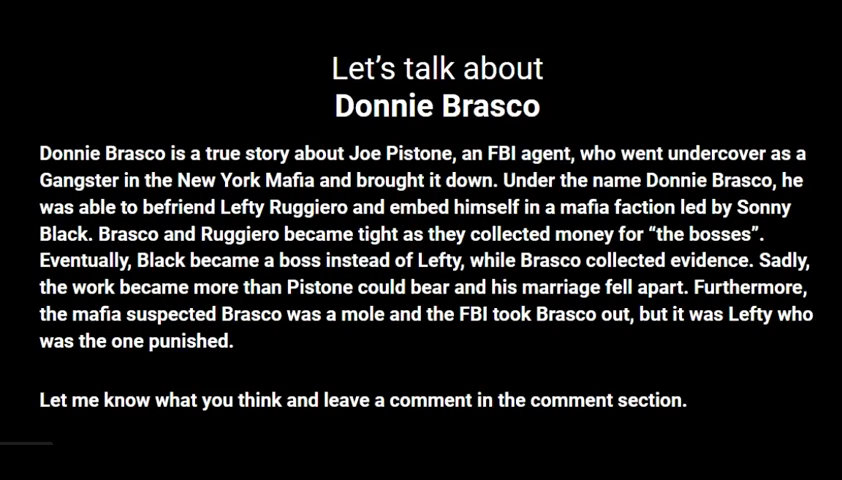 Let’s talk about
Donnie Brasco
Donnie Brasco is a true story about Joe Pistone, an FBI agent, who went undercover as a
Gangster in the New York Mafia and brought it down. Under the name Donnie Brasco, he
was able to befriend Lefty Ruggiero and embed himself in a mafia faction led by Sonny
Black. Brasco and Ruggiero became tight as they collected money for “the bosses”.
Eventually, Black became a boss instead of Lefty, while Brasco collected evidence. Sadly,
the work became more than Pistone could bear and his marriage fell apart. Furthermore,
the mafia suspected Brasco was a mole and the FBI took Brasco out, but it was Lefty who
was the one punished.
Let me know what you think and leave a comment in the comment section.